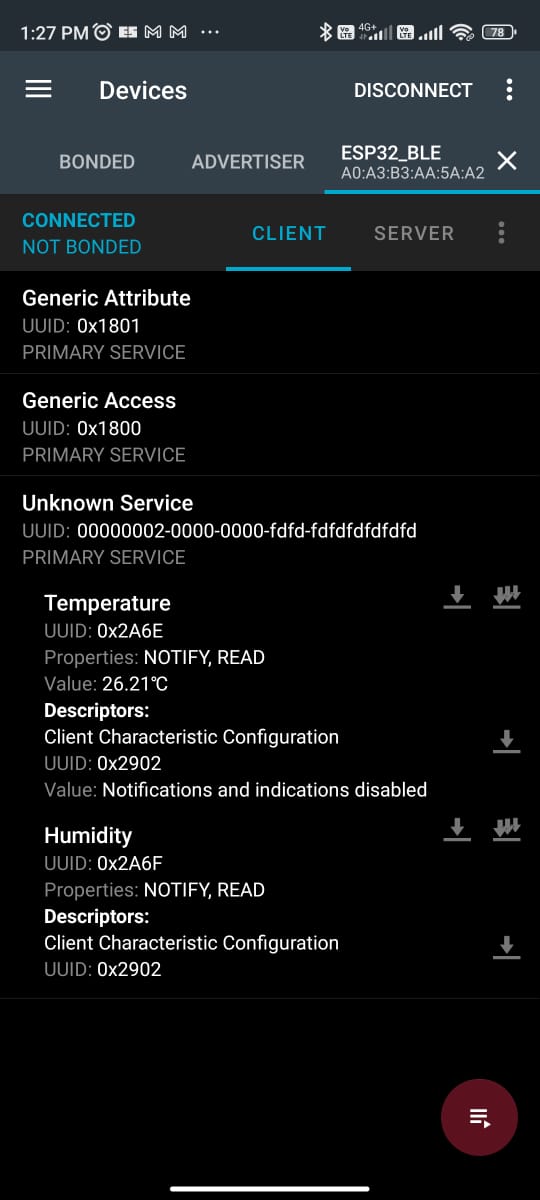 1:27 PM
4G+
78
Devices
DISCONNECT
BONDED
ADVERTISER
ESP32_BLE
A0:A3:B3:AA:5A:A2
CONNECTED
NOT BONDED
CLIENT
SERVER
Generic Attribute
UUID: 0x1801
PRIMARY SERVICE
Generic Access
UUID: 0x1800
PRIMARY SERVICE
Unknown Service
UUID: 00000002-0000-0000-fdfd-fdfdfdfdfdfd
PRIMARY SERVICE
Temperature
UUID: 0x2A6E
Properties: NOTIFY, READ
Value: 26.21°C
Descriptors:
Client Characteristic Configuration
UUID: 0x2902
Value: Notifications and indications disabled
Humidity
UUID: 0x2A6F
Properties: NOTIFY, READ
Descriptors:
Client Characteristic Configuration
UUID: 0x2902